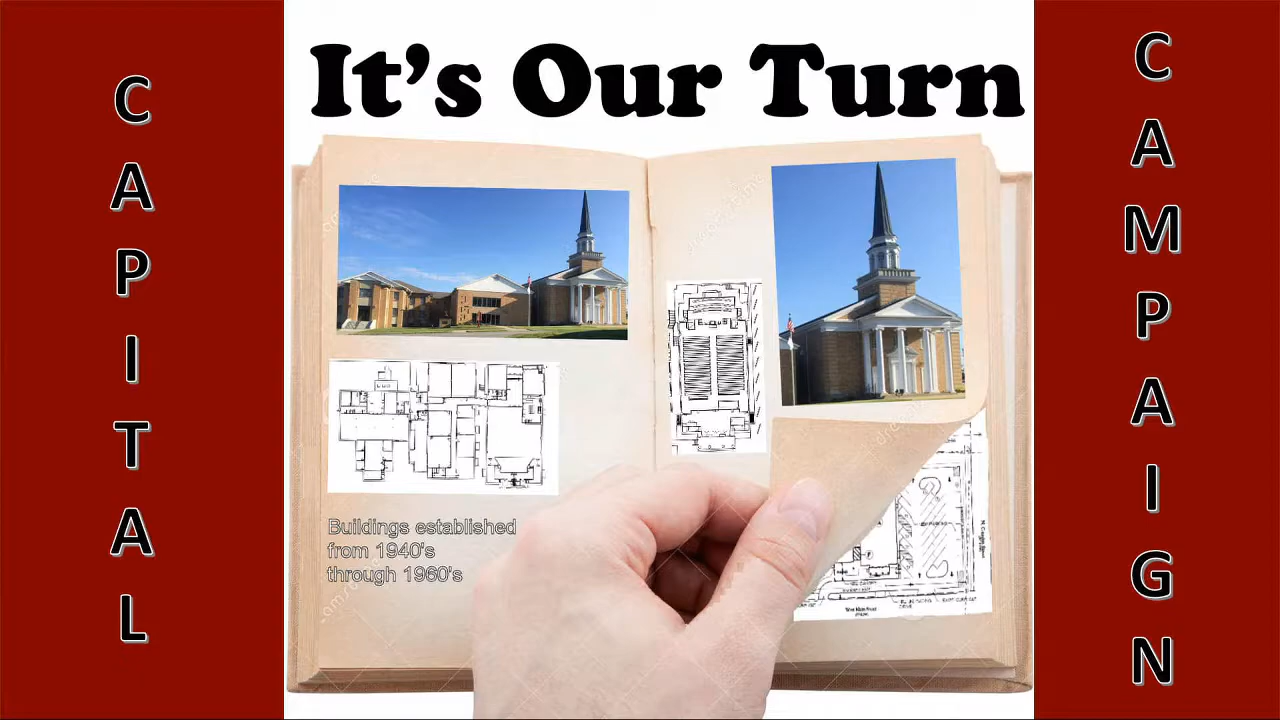 It's Our Turn
CAPITAL
CAMPAIGN
Buildings established
from 1940's
through 1960's